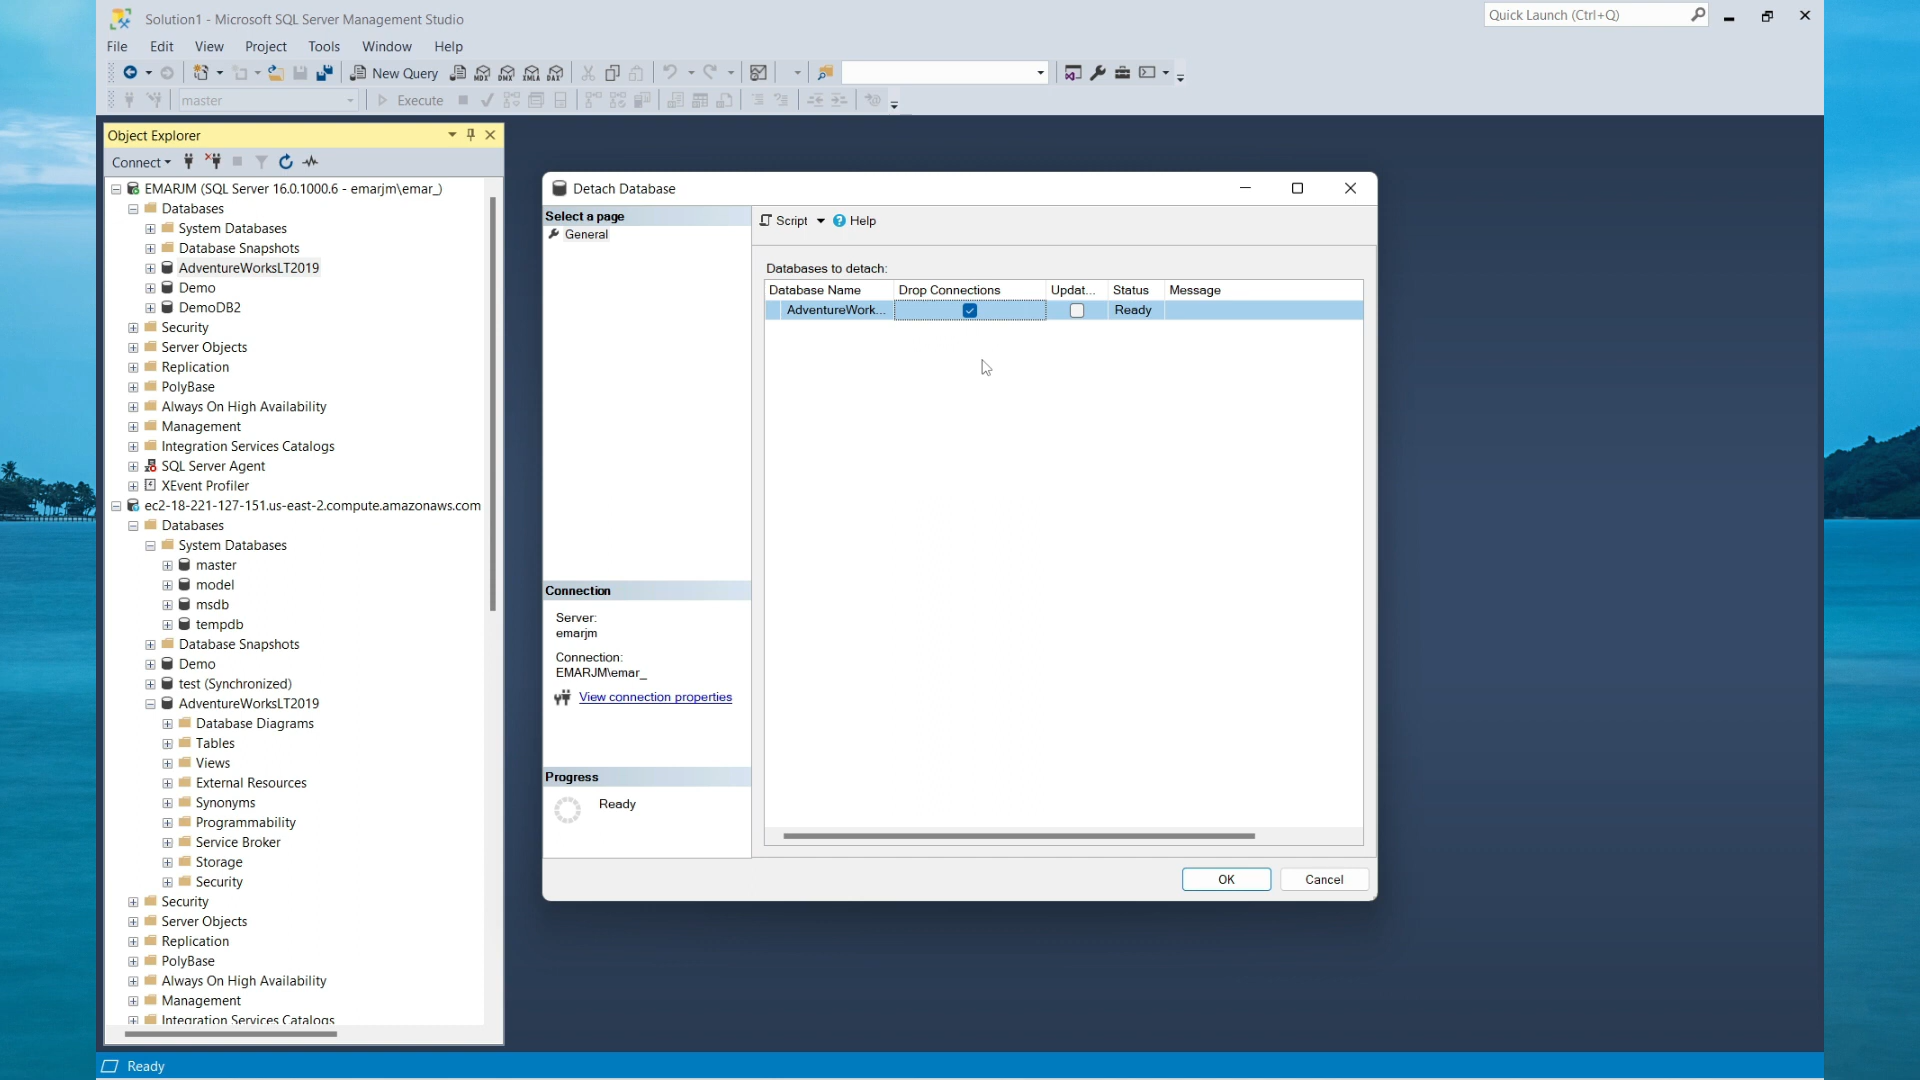 Solution1 - Microsoft SQL Server Management Studio
Quick Launch (Ctrl+Q)
File Edit View Project Tools Window Help
New Query MDX DMX XMLA DAX
master Execute
Object Explorer
Connect
EMARJM (SQL Server 16.0.1000.6 - emarjm\emar_)
Databases
System Databases
Database Snapshots
AdventureWorksLT2019
Demo
DemoDB2
Security
Server Objects
Replication
PolyBase
Always On High Availability
Management
Integration Services Catalogs
SQL Server Agent
XEvent Profiler
ec2-18-221-127-151.us-east-2.compute.amazonaws.com
Databases
System Databases
master
model
msdb
tempdb
Database Snapshots
Demo
test (Synchronized)
AdventureWorksLT2019
Database Diagrams
Tables
Views
External Resources
Synonyms
Programmability
Service Broker
Storage
Security
Security
Server Objects
Replication
PolyBase
Always On High Availability
Management
Integration Services Catalogs
Detach Database
Select a page
General
Connection
Server:
emarjm
Connection:
EMARJM\emar_
View connection properties
Progress
Ready
Script Help
Databases to detach:
Database Name Drop Connections Updat... Status Message
AdventureWork... Ready
OK Cancel
Ready